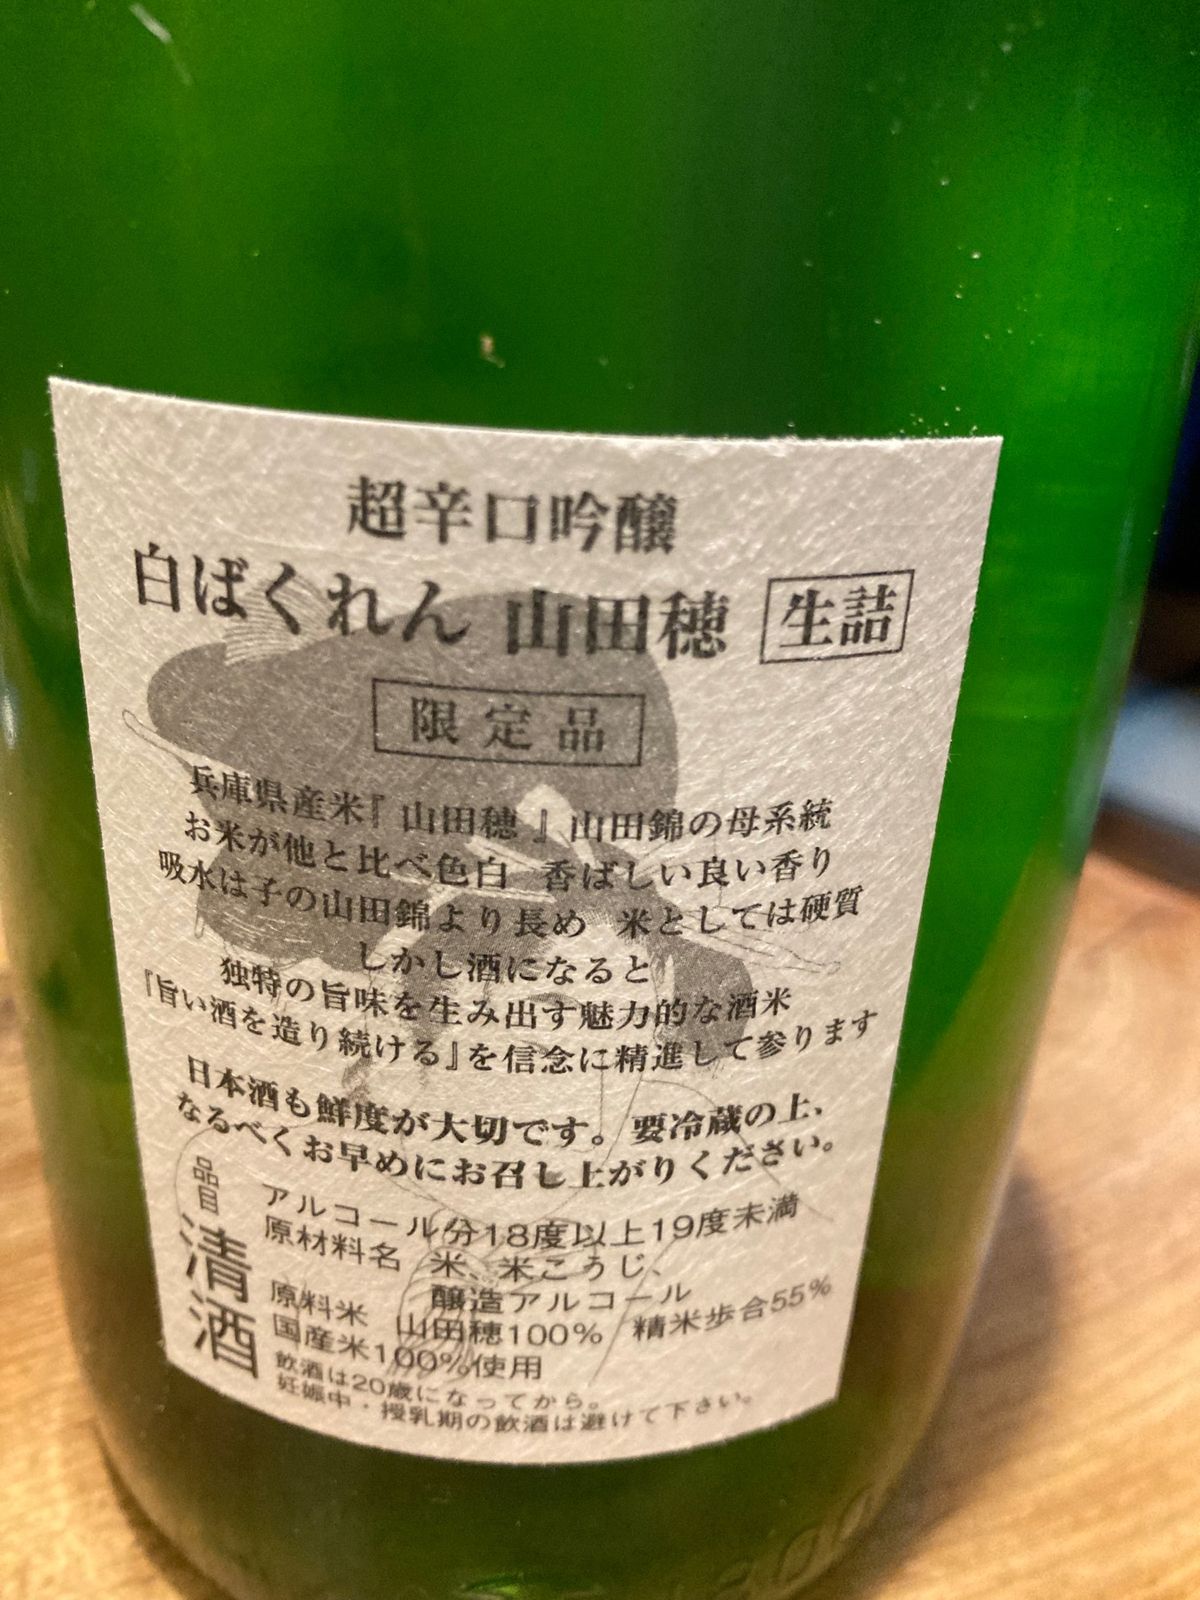 超辛口吟醸
白ばくれん 山田穂 生詰
限定品
兵庫県産米『山田穂』山田錦の母系統
お米が他と比べ色白 香ばしい良い香り
吸水は子の山田錦より長め 米としては硬質
しかし酒になると
独特の旨味を生み出す魅力的な酒米
『旨い酒を造り続ける』を信念に精進して参ります
日本酒も鮮度が大切です。要冷蔵の上、
なるべくお早めにお召し上がりください。
品目
清酒
アルコール分18度以上19度未満
原材料名 米、米こうじ、
醸造アルコール
原料米 山田穂100% 精米歩合55%
国産米100%使用
飲酒は20歳になってから。
妊娠中・授乳期の飲酒は避けて下さい。